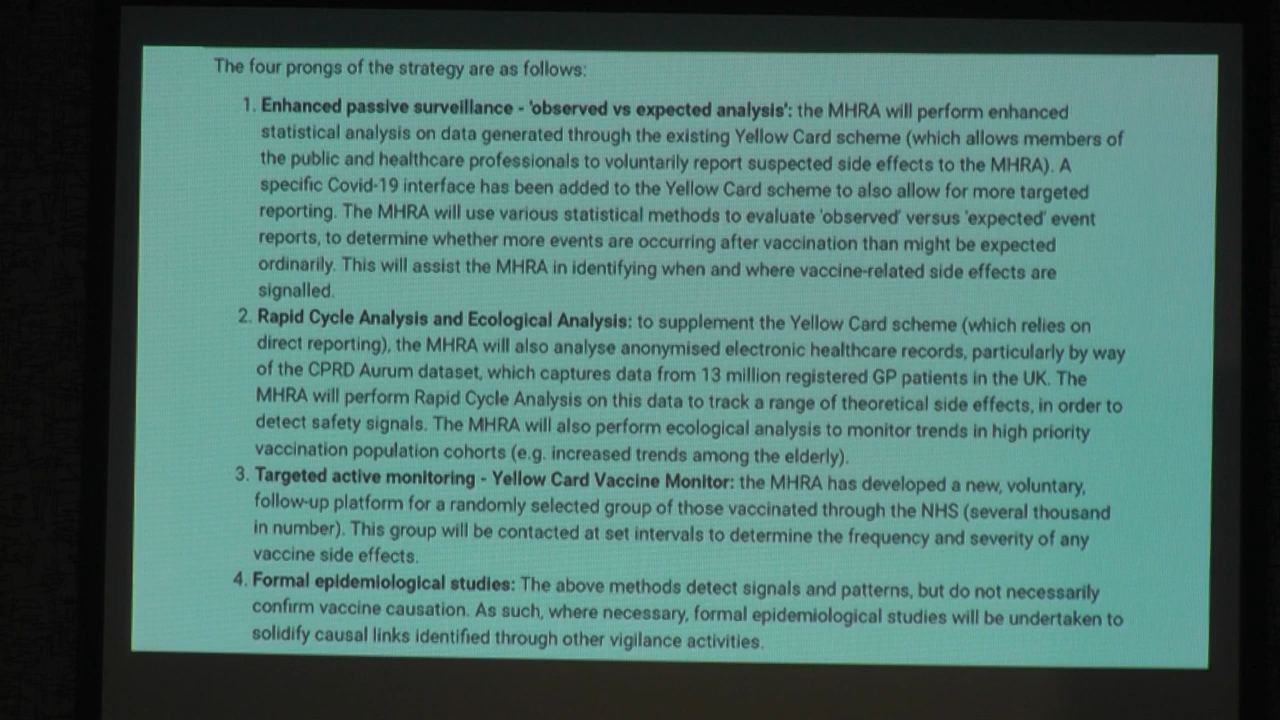 The four prongs of the strategy are as follows:
1. Enhanced passive surveillance - 'observed vs expected analysis': the MHRA will perform enhanced
statistical analysis on data generated through the existing Yellow Card scheme (which allows members of
the public and healthcare professionals to voluntarily report suspected side effects to the MHRA). A
specific Covid-19 interface has been added to the Yellow Card scheme to also allow for more targeted
reporting. The MHRA will use various statistical methods to evaluate 'observed' versus 'expected' event
reports, to determine whether more events are occurring after vaccination than might be expected
ordinarily. This will assist the MHRA in identifying when and where vaccine-related side effects are
signalled.
2. Rapid Cycle Analysis and Ecological Analysis: to supplement the Yellow Card scheme (which relies on
direct reporting), the MHRA will also analyse anonymised electronic healthcare records, particularly by way
of the CPRD Aurum dataset, which captures data from 13 million registered GP patients in the UK. The
MHRA will perform Rapid Cycle Analysis on this data to track a range of theoretical side effects, in order to
detect safety signals. The MHRA will also perform ecological analysis to monitor trends in high priority
vaccination population cohorts (e.g. increased trends among the elderly).
3. Targeted active monitoring - Yellow Card Vaccine Monitor: the MHRA has developed a new, voluntary,
follow-up platform for a randomly selected group of those vaccinated through the NHS (several thousand
in number). This group will be contacted at set intervals to determine the frequency and severity of any
vaccine side effects.
4. Formal epidemiological studies: The above methods detect signals and patterns, but do not necessarily
confirm vaccine causation. As such, where necessary, formal epidemiological studies will be undertaken to
solidify causal links identified through other vigilance activities.